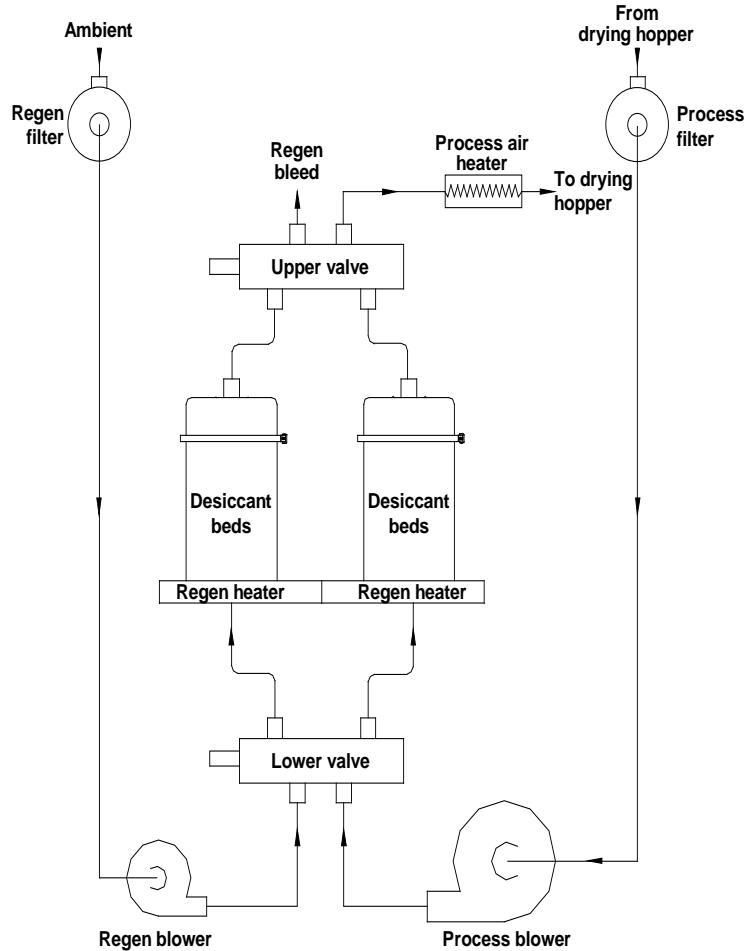 Ambient
From
drying hopper
Regen
filter
Process
filter
Regen
bleed
Process air
heater
To drying
hopper
Upper valve
Desiccant
beds
Desiccant
beds
Regen heater
Regen heater
Lower valve
Regen blower
Process blower